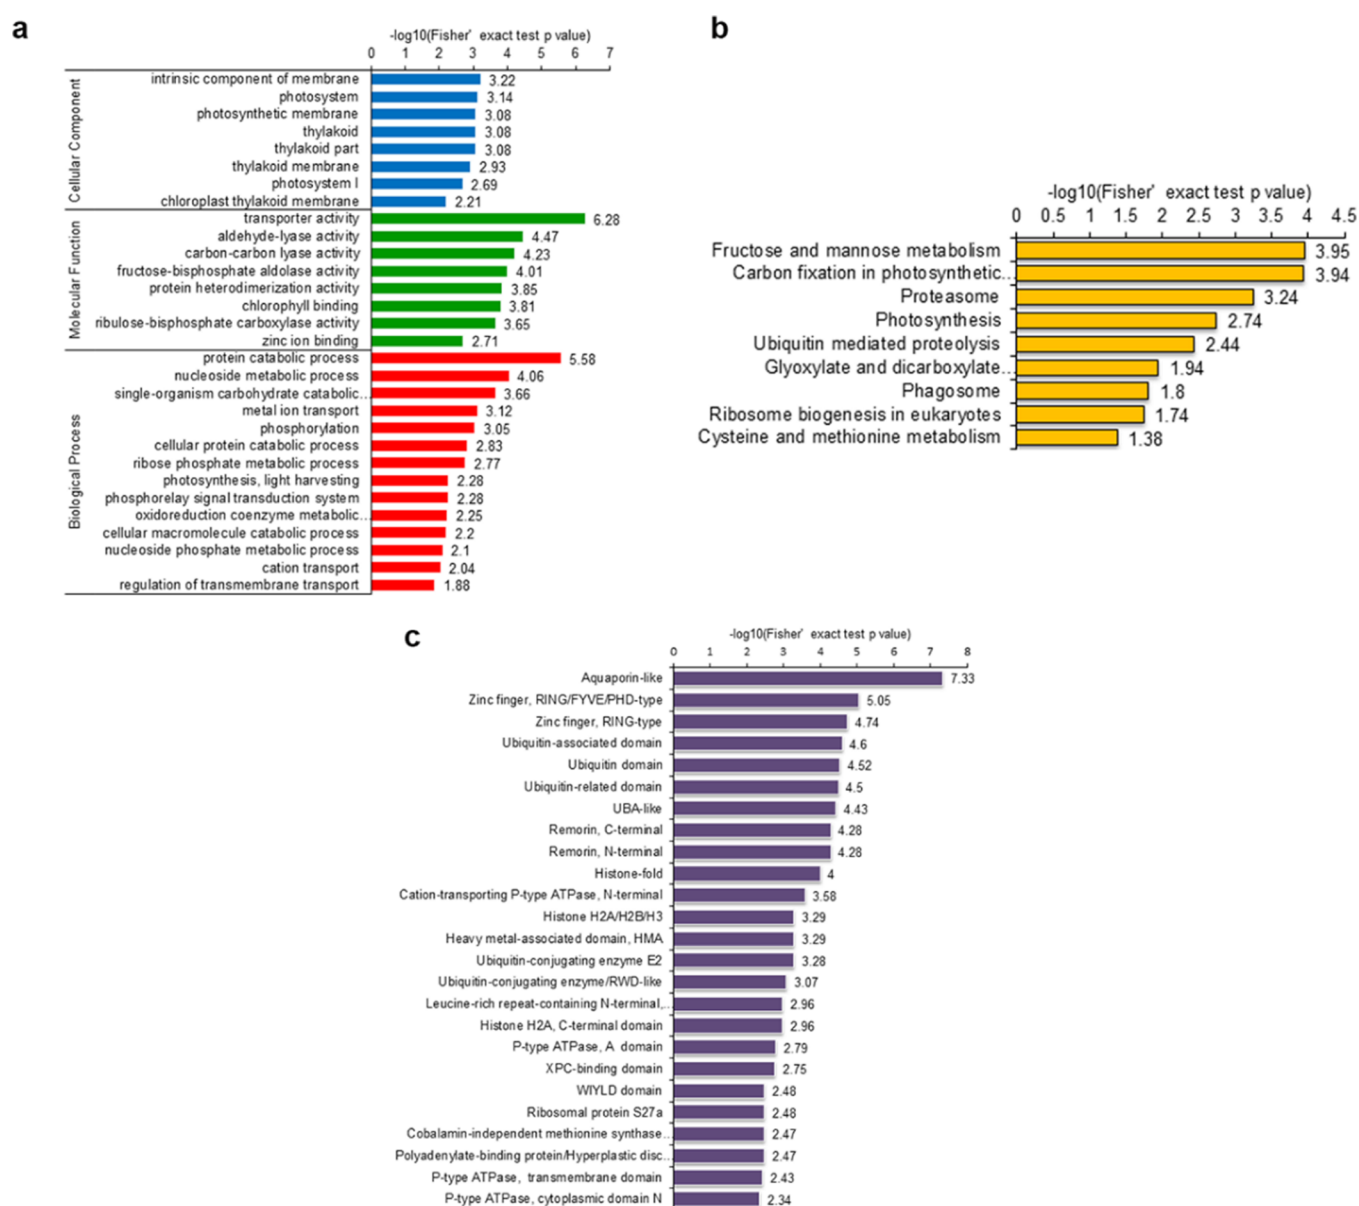 a
-log10(Fisher' exact test p value)
0 1 2 3 4 5 6 7
Cellular Component
intrinsic component of membrane 3.22
photosystem 3.14
photosynthetic membrane 3.08
thylakoid 3.08
thylakoid part 3.08
thylakoid membrane 2.93
photosystem I 2.69
chloroplast thylakoid membrane 2.21
Molecular Function
transporter activity 6.28
aldehyde-lyase activity 4.47
carbon-carbon lyase activity 4.23
fructose-bisphosphate aldolase activity 4.01
protein heterodimerization activity 3.85
chlorophyll binding 3.81
ribulose-bisphosphate carboxylase activity 3.65
zinc ion binding 2.71
Biological Process
protein catabolic process 5.58
nucleoside metabolic process 4.06
single-organism carbohydrate catabolic... 3.66
metal ion transport 3.12
phosphorylation 3.05
cellular protein catabolic process 2.83
ribose phosphate metabolic process 2.77
photosynthesis, light harvesting 2.28
phosphorelay signal transduction system 2.28
oxidoreduction coenzyme metabolic... 2.25
cellular macromolecule catabolic process 2.2
nucleoside phosphate metabolic process 2.1
cation transport 2.04
regulation of transmembrane transport 1.88
b
-log10(Fisher' exact test p value)
0 0.5 1 1.5 2 2.5 3 3.5 4 4.5
Fructose and mannose metabolism 3.95
Carbon fixation in photosynthetic... 3.94
Proteasome 3.24
Photosynthesis 2.74
Ubiquitin mediated proteolysis 2.44
Glyoxylate and dicarboxylate... 1.94
Phagosome 1.8
Ribosome biogenesis in eukaryotes 1.74
Cysteine and methionine metabolism 1.38
c
-log10(Fisher' exact test p value)
0 1 2 3 4 5 6 7 8
Aquaporin-like 7.33
Zinc finger, RING/FYVE/PHD-type 5.05
Zinc finger, RING-type 4.74
Ubiquitin-associated domain 4.6
Ubiquitin domain 4.52
Ubiquitin-related domain 4.5
UBA-like 4.43
Remorin, C-terminal 4.28
Remorin, N-terminal 4.28
Histone-fold 4
Cation-transporting P-type ATPase, N-terminal 3.58
Histone H2A/H2B/H3 3.29
Heavy metal-associated domain, HMA 3.29
Ubiquitin-conjugating enzyme E2 3.28
Ubiquitin-conjugating enzyme/RWD-like 3.07
Leucine-rich repeat-containing N-terminal,... 2.96
Histone H2A, C-terminal domain 2.96
P-type ATPase, A domain 2.79
XPC-binding domain 2.75
WIYLD domain 2.48
Ribosomal protein S27a 2.48
Cobalamin-independent methionine synthase... 2.47
Polyadenylate-binding protein/Hyperplastic disc... 2.47
P-type ATPase, transmembrane domain 2.43
P-type ATPase, cytoplasmic domain N 2.34